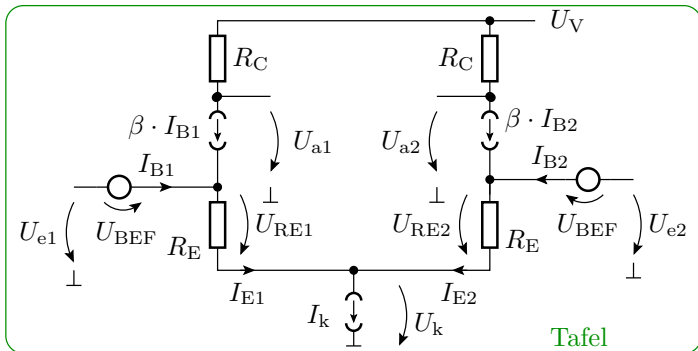 U_V
R_C
R_C
β · I_B1
β · I_B2
U_a1
U_a2
I_B1
I_B2
U_e1
U_BEF
U_RE1
U_RE2
U_BEF
U_e2
R_E
R_E
I_E1
I_E2
I_k
U_k
Tafel